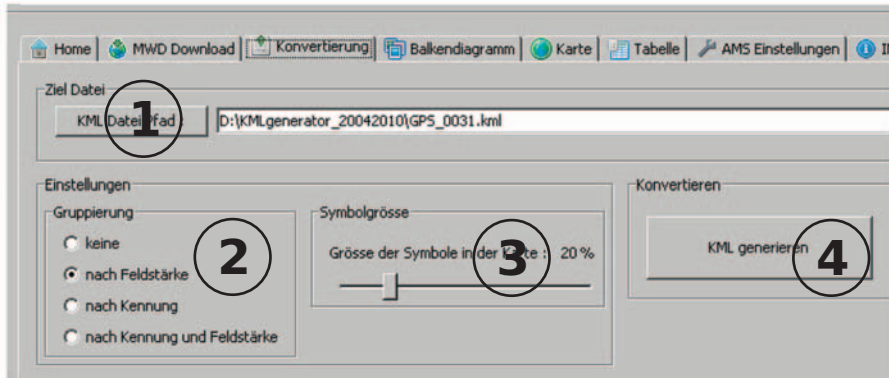 Home MWD Download Konvertierung Balkendiagramm Karte Tabelle AMS Einstellungen
Ziel Datei
KML Datei Pfad : D:\KMLgenerator_20042010\GPS_0031.kml
1
Einstellungen
Gruppierung
keine
nach Feldstärke
nach Kennung
nach Kennung und Feldstärke
2
Symbolgrösse
Grösse der Symbole in der Karte : 20 %
3
Konvertieren
KML generieren
4